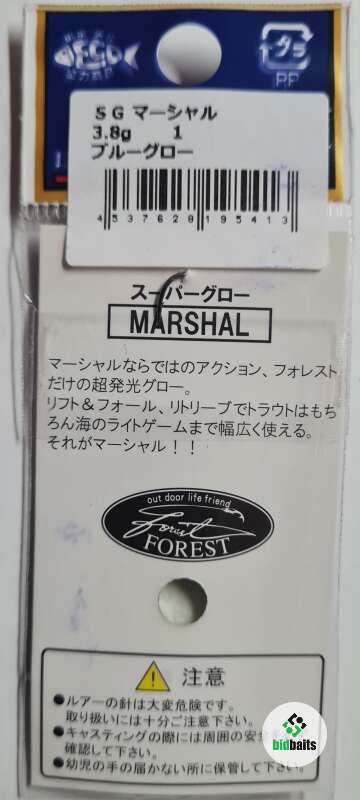 プラ
PP
ＳＧ マーシャル
3.8g 1
ブルーグロー
4 537628 195413
スーパーグロー
MARSHAL
マーシャルならではのアクション、フォレスト
だけの超発光グロー。
リフト＆フォール、リトリーブでトラウトはもち
ろん海のライトゲームまで幅広く使える。
それがマーシャル！！
out door life friend
Forest
FOREST
注意
●ルアーの針は大変危険です。
取り扱いには十分ご注意下さい。
●キャスティングの際には周囲の安
確認して下さい。
●幼児の手の届かない所に保管して下さい。
bidbaits